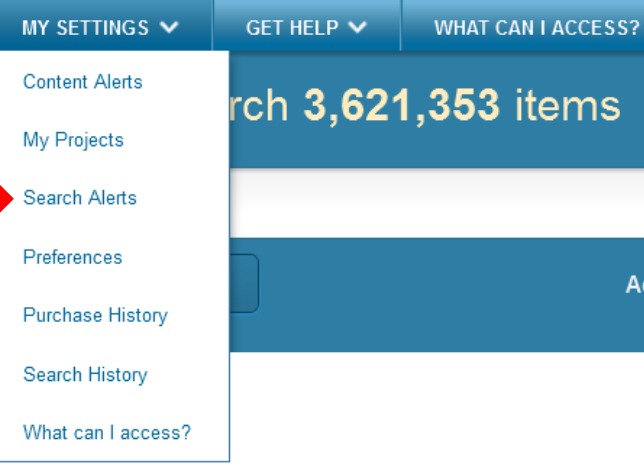 MY SETTINGS GET HELP WHAT CAN I ACCESS?
Content Alerts
rch 3,621,353 items
My Projects
Search Alerts
Preferences
Purchase History
Search History
What can I access?